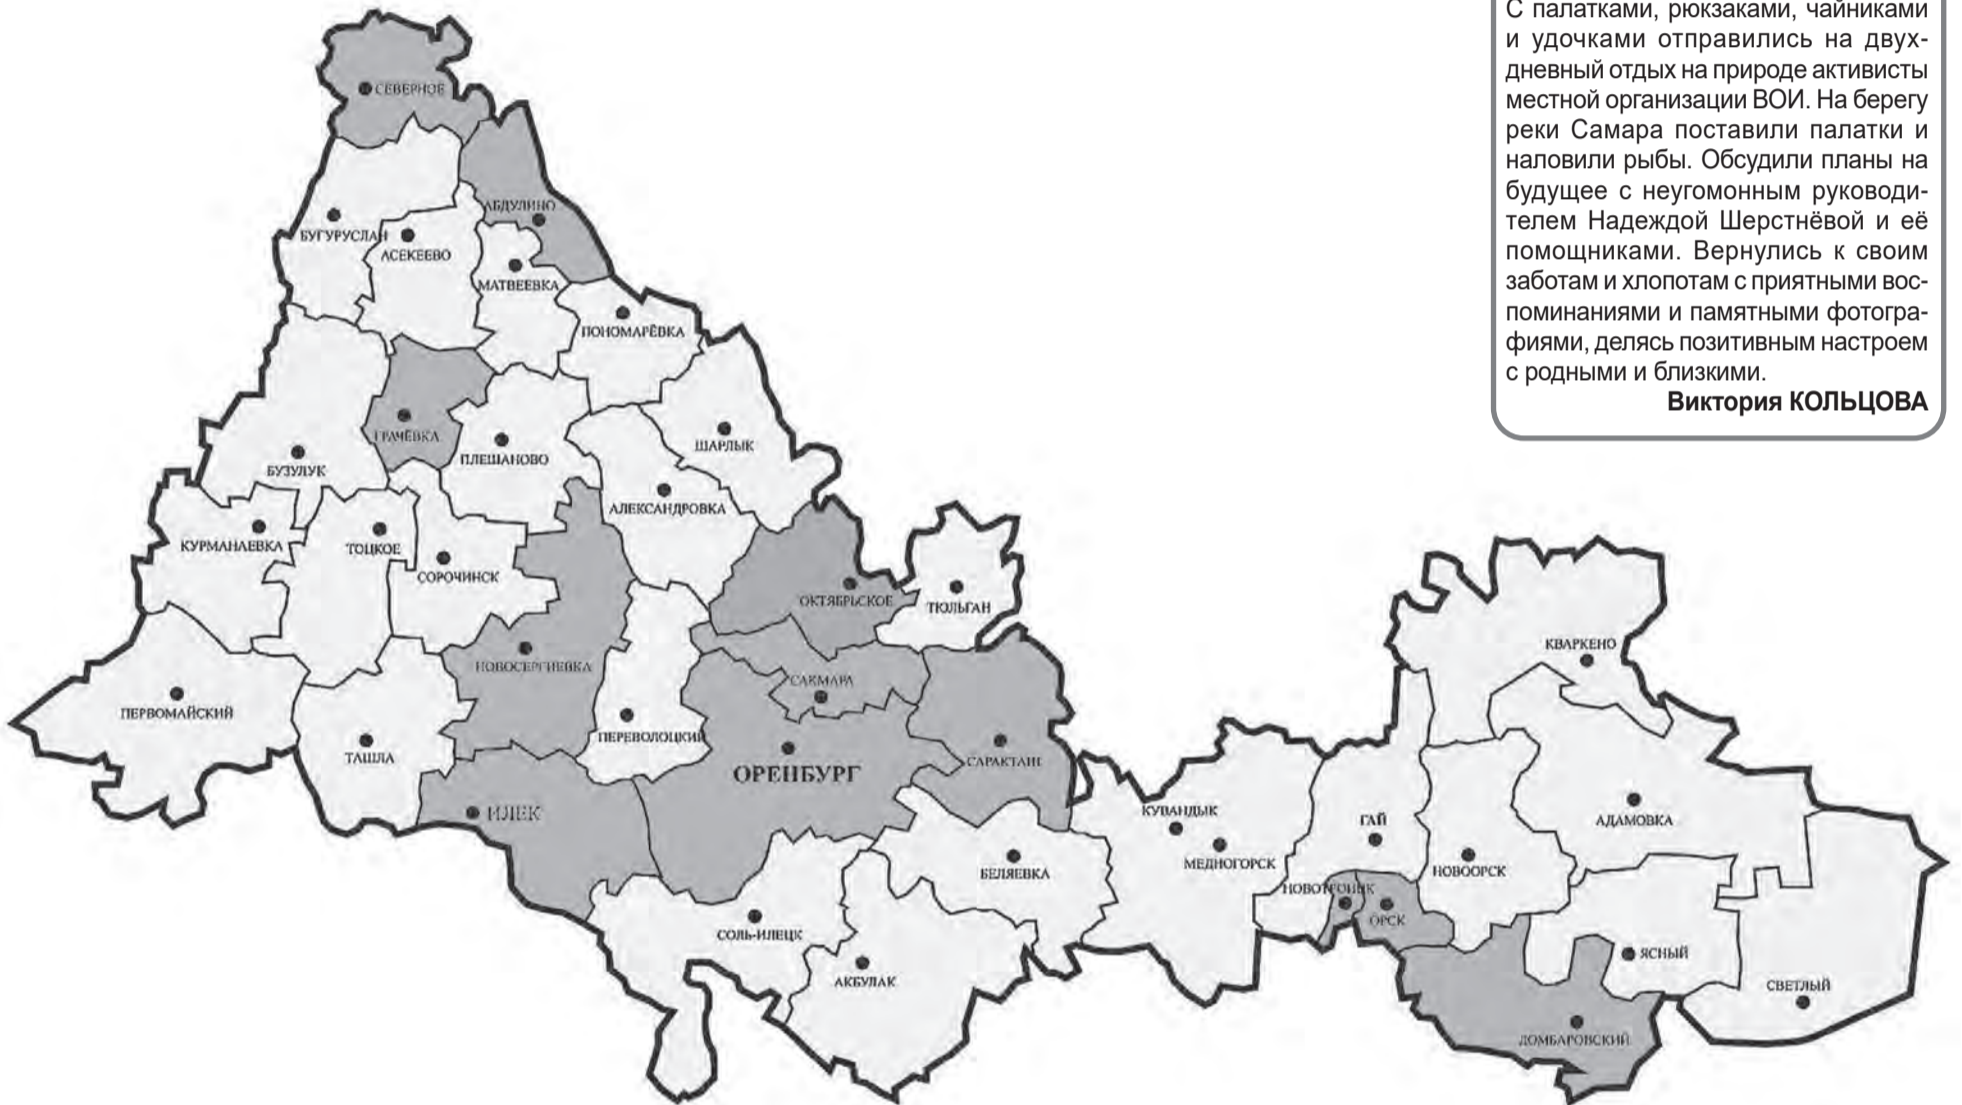 С палатками, рюкзаками, чайниками
и удочками отправились на двух-
дневный отдых на природе активисты
местной организации ВОИ. На берегу
реки Самара поставили палатки и
наловили рыбы. Обсудили планы на
будущее с неугомонным руководи-
телем Надеждой Шерстнёвой и её
помощниками. Вернулись к своим
заботам и хлопотам с приятными вос-
поминаниями и памятными фотогра-
фиями, делясь позитивным настроем
с родными и близкими.
Виктория КОЛЬЦОВА
СЕВЕРНОЕ
АБДУЛИНО
БУГУРУСЛАН
АСЕКЕЕВО
МАТВЕЕВКА
ПОНОМАРЁВКА
ГРАЧЁВКА
ШАРЛЫК
БУЗУЛУК
ПЛЕШАНОВО
АЛЕКСАНДРОВКА
КУРМАНАЕВКА
ТОЦКОЕ
СОРОЧИНСК
ОКТЯБРЬСКОЕ
ТЮЛЬГАН
КВАРКЕНО
НОВОСЕРГИЕВКА
САКМАРА
ПЕРВОМАЙСКИЙ
ПЕРЕВОЛОЦКИЙ
ТАШЛА
ОРЕНБУРГ
САРАКТАШ
ИЛЕК
КУВАНДЫК
МЕДНОГОРСК
ГАЙ
АДАМОВКА
БЕЛЯЕВКА
НОВООРСК
НОВОТРОИЦК
ОРСК
СОЛЬ-ИЛЕЦК
АКБУЛАК
ЯСНЫЙ
СВЕТЛЫЙ
ДОМБАРОВСКИЙ